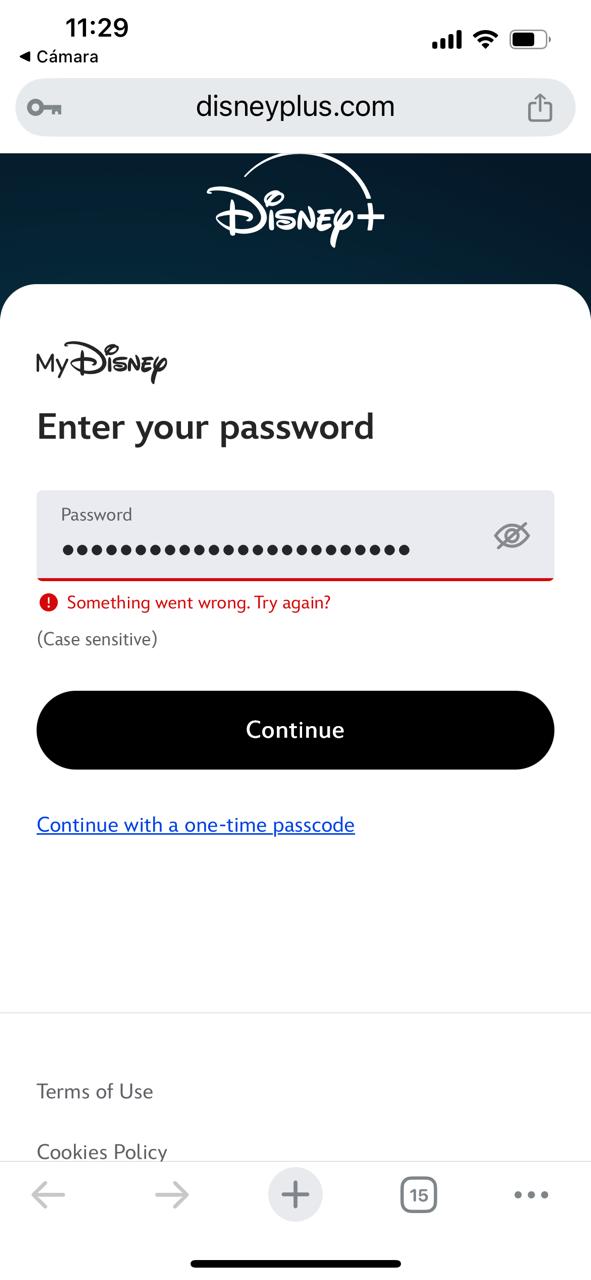 11:29
Cámara
disneyplus.com
Disney+
MyDisney
Enter your password
Password
Something went wrong. Try again?
(Case sensitive)
Continue
Continue with a one-time passcode
Terms of Use
Cookies Policy
15